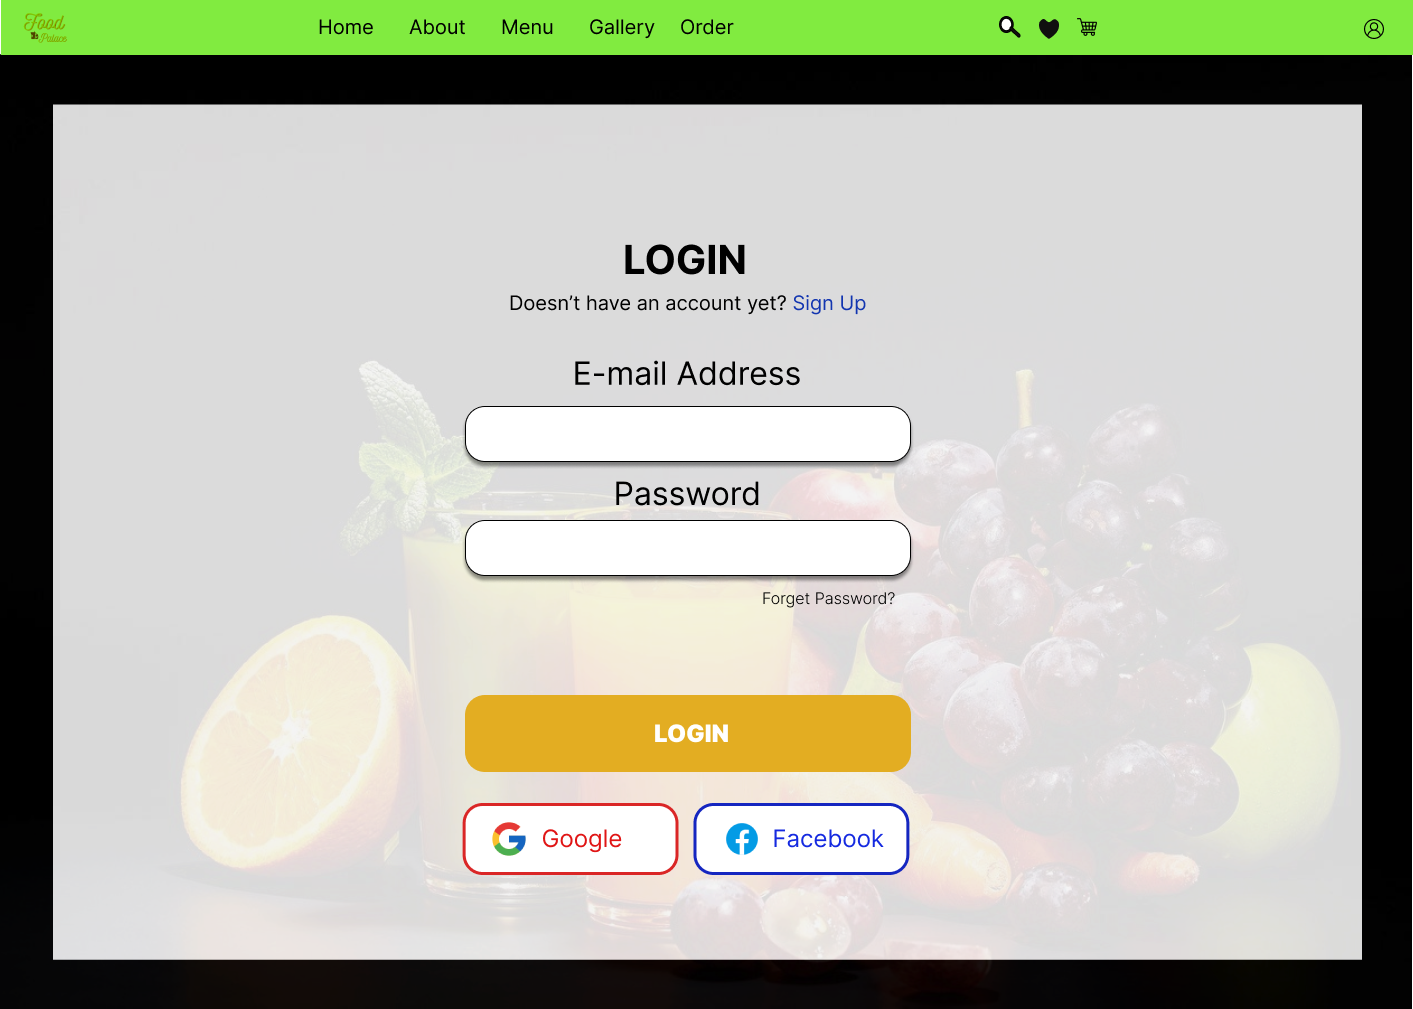 Food
Palace
Home About Menu Gallery Order
LOGIN
Doesn’t have an account yet? Sign Up
E-mail Address
Password
Forget Password?
LOGIN
Google
Facebook